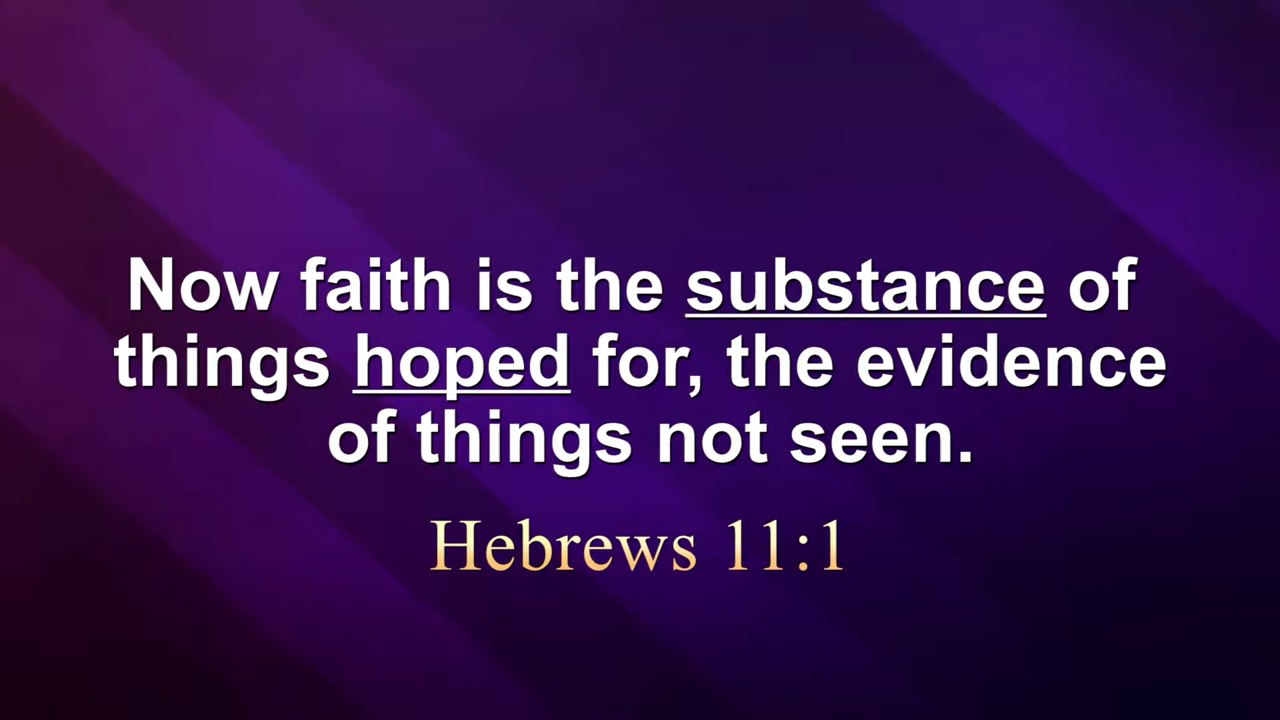 Now faith is the substance of
things hoped for, the evidence
of things not seen.
Hebrews 11:1